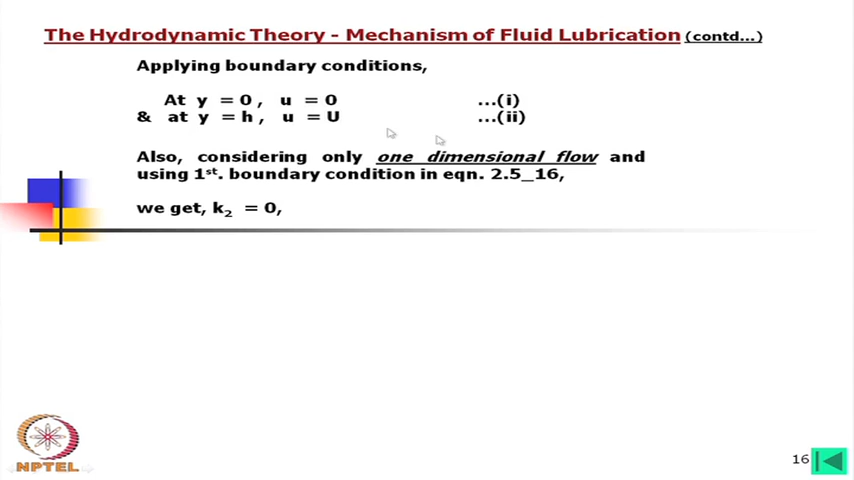 The Hydrodynamic Theory - Mechanism of Fluid Lubrication (contd...)
Applying boundary conditions,
At y = 0 , u = 0 ...(i)
& at y = h , u = U ...(ii)
Also, considering only one dimensional flow and
using 1st. boundary condition in eqn. 2.5_16,
we get, k₂ = 0,
NPTEL
16